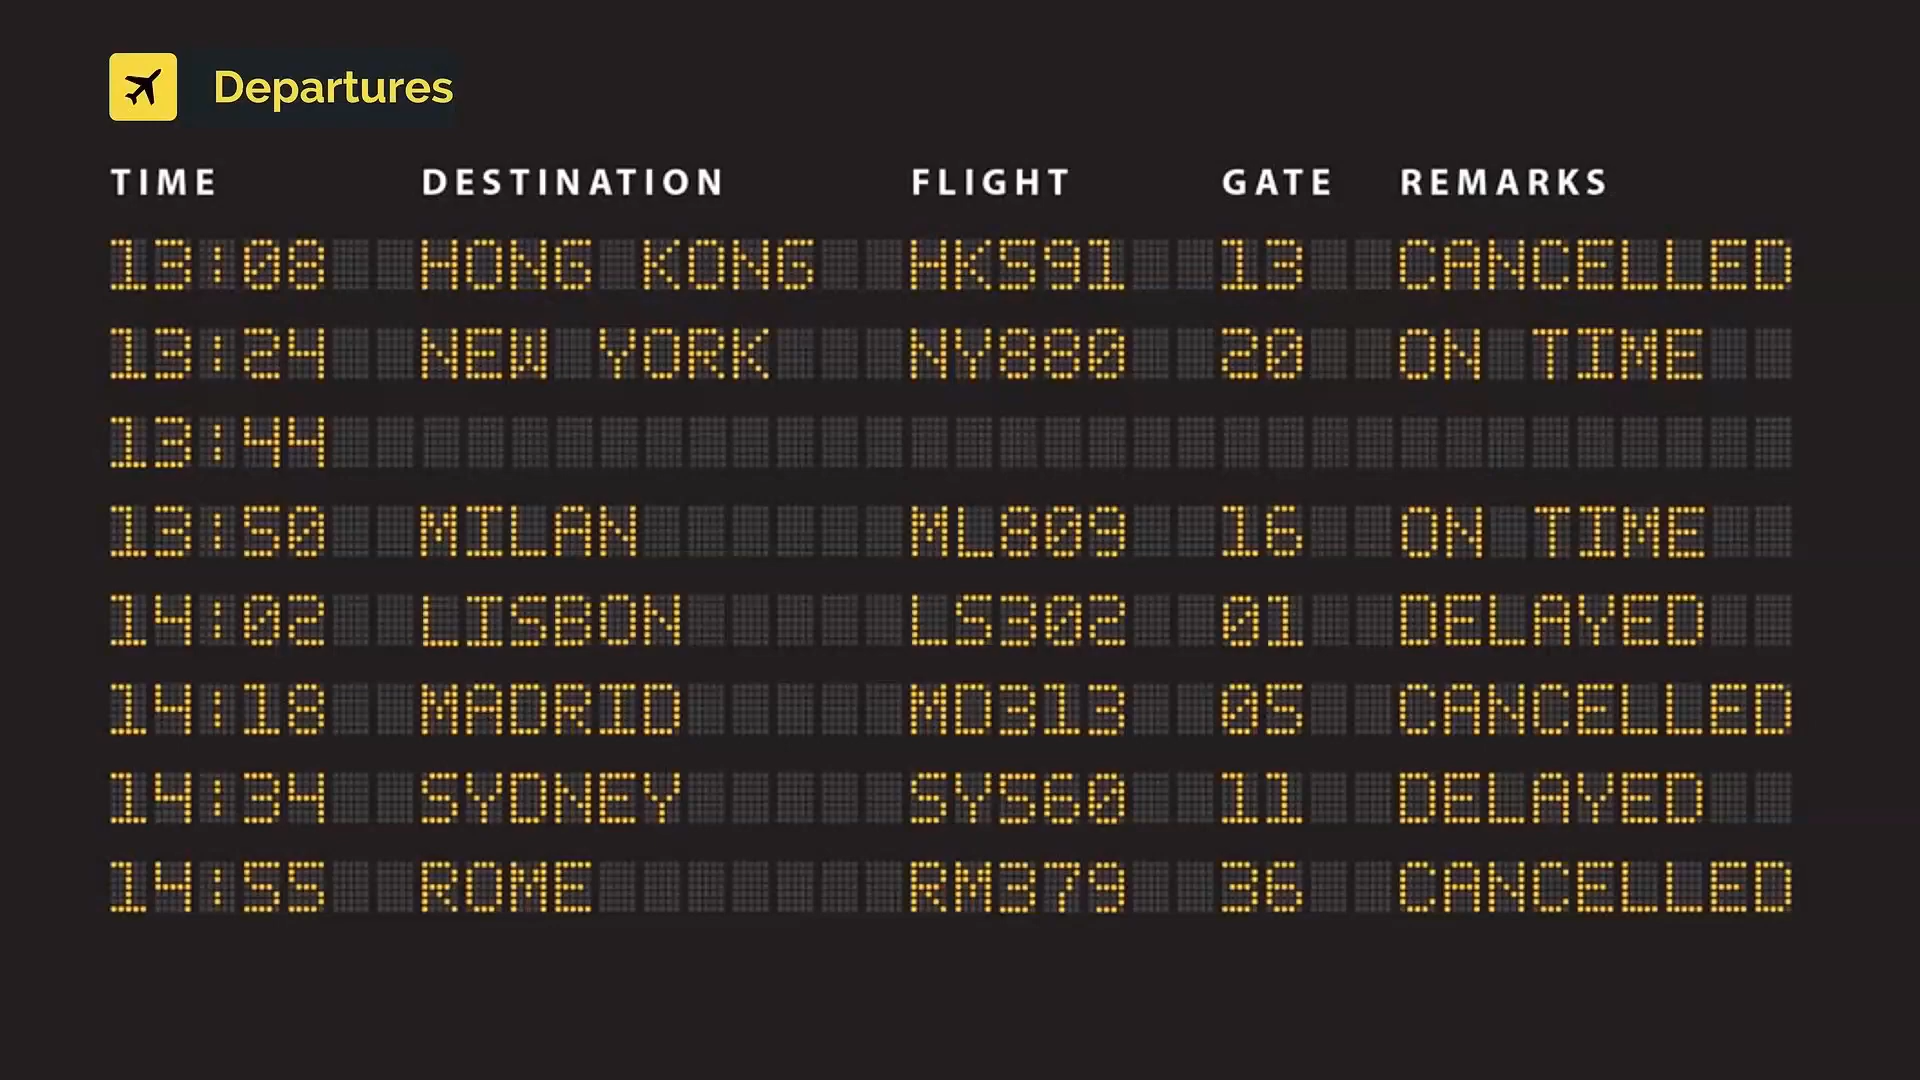 Departures
TIME DESTINATION FLIGHT GATE REMARKS
13:08 HONG KONG HK591 13 CANCELLED
13:24 NEW YORK NY880 20 ON TIME
13:44
13:50 MILAN ML809 16 ON TIME
14:02 LISBON LS302 01 DELAYED
14:18 MADRID MD313 05 CANCELLED
14:34 SYDNEY SY560 11 DELAYED
14:55 ROME RM379 36 CANCELLED